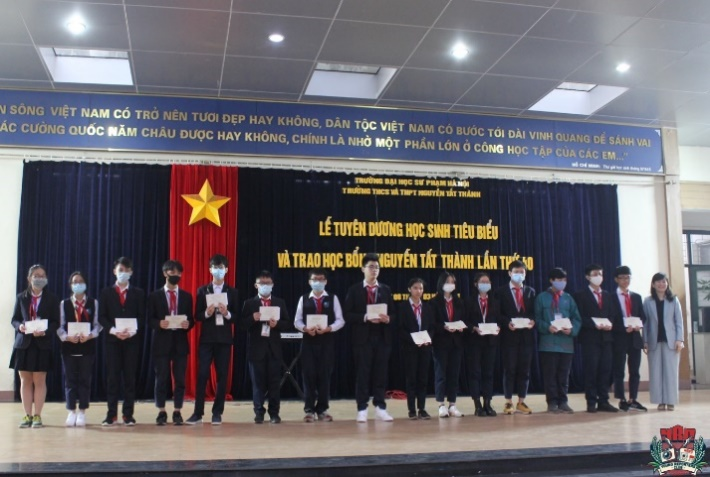 N SÔNG VIỆT NAM CÓ TRỞ NÊN TƯƠI ĐẸP HAY KHÔNG, DÂN TỘC VIỆT NAM CÓ BƯỚC TỚI ĐÀI VINH QUANG ĐỂ SÁNH VAI
ÁC CƯỜNG QUỐC NĂM CHÂU ĐƯỢC HAY KHÔNG, CHÍNH LÀ NHỜ MỘT PHẦN LỚN Ở CÔNG HỌC TẬP CỦA CÁC EM..."
HỒ CHÍ MINH
TRƯỜNG ĐẠI HỌC SƯ PHẠM HÀ NỘI
TRƯỜNG THCS VÀ THPT NGUYỄN TẤT THÀNH
LỄ TUYÊN DƯƠNG HỌC SINH TIÊU BIỂU
VÀ TRAO HỌC BỔNG NGUYỄN TẤT THÀNH LẦN THỨ 40